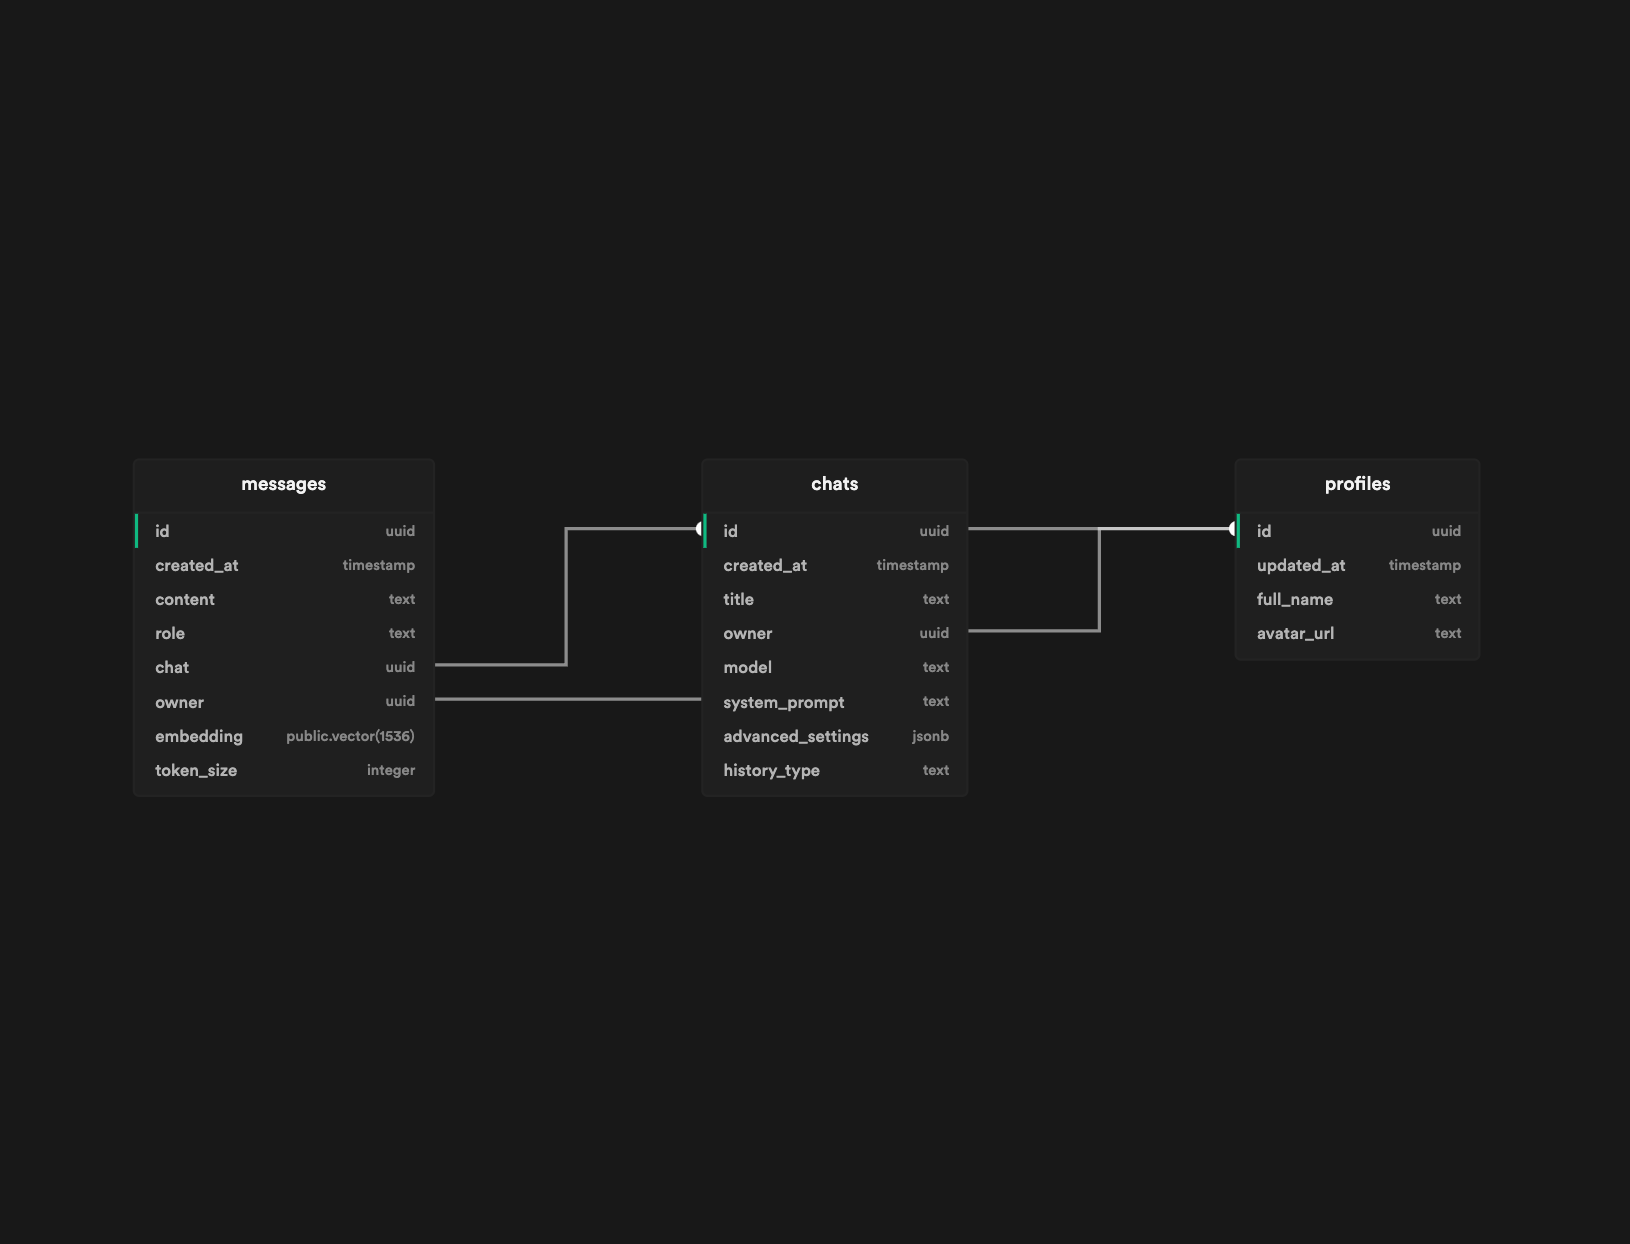 messages
id uuid
created_at timestamp
content text
role text
chat uuid
owner uuid
embedding public.vector(1536)
token_size integer
chats
id uuid
created_at timestamp
title text
owner uuid
model text
system_prompt text
advanced_settings jsonb
history_type text
profiles
id uuid
updated_at timestamp
full_name text
avatar_url text